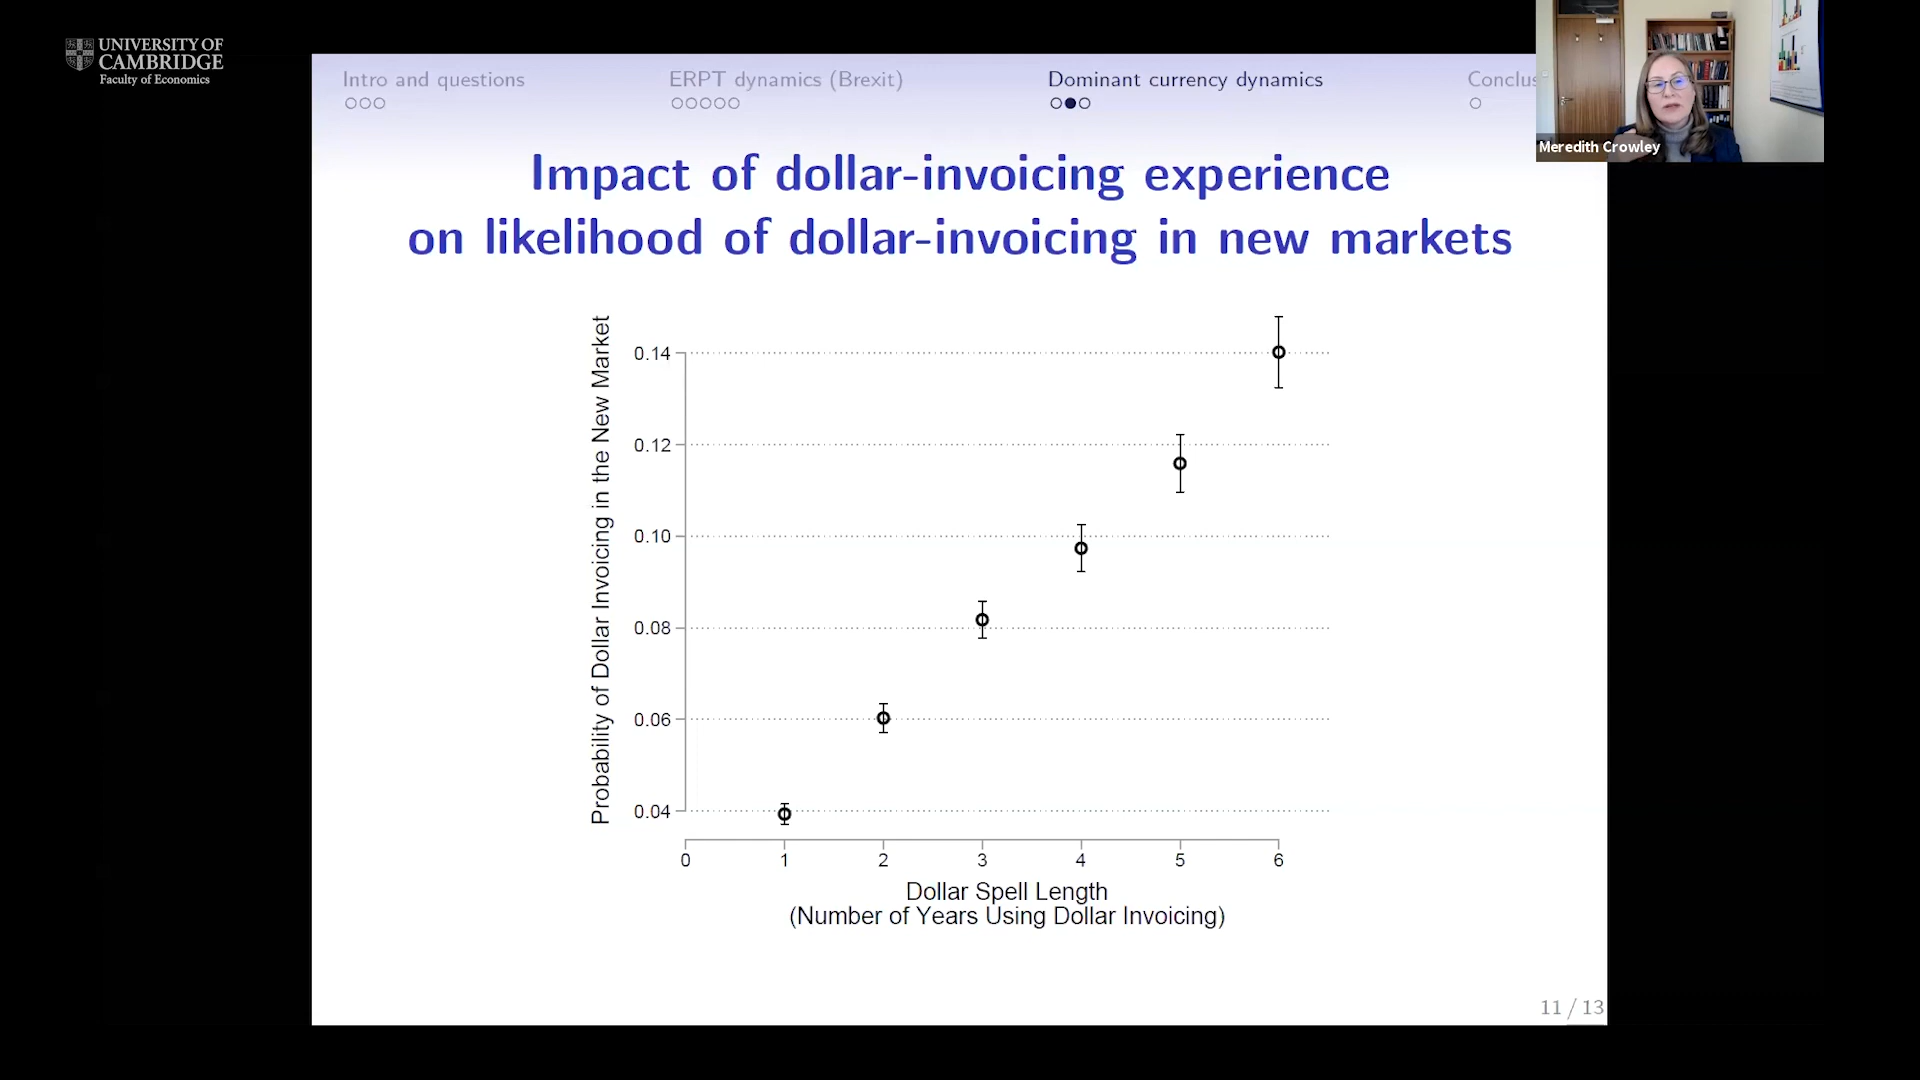 UNIVERSITY OF
CAMBRIDGE
Faculty of Economics
Intro and questions
ERPT dynamics (Brexit)
Dominant currency dynamics
Conclus
Meredith Crowley
Impact of dollar-invoicing experience
on likelihood of dollar-invoicing in new markets
Probability of Dollar Invoicing in the New Market
0.14
0.12
0.10
0.08
0.06
0.04
0 1 2 3 4 5 6
Dollar Spell Length
(Number of Years Using Dollar Invoicing)
11 / 13